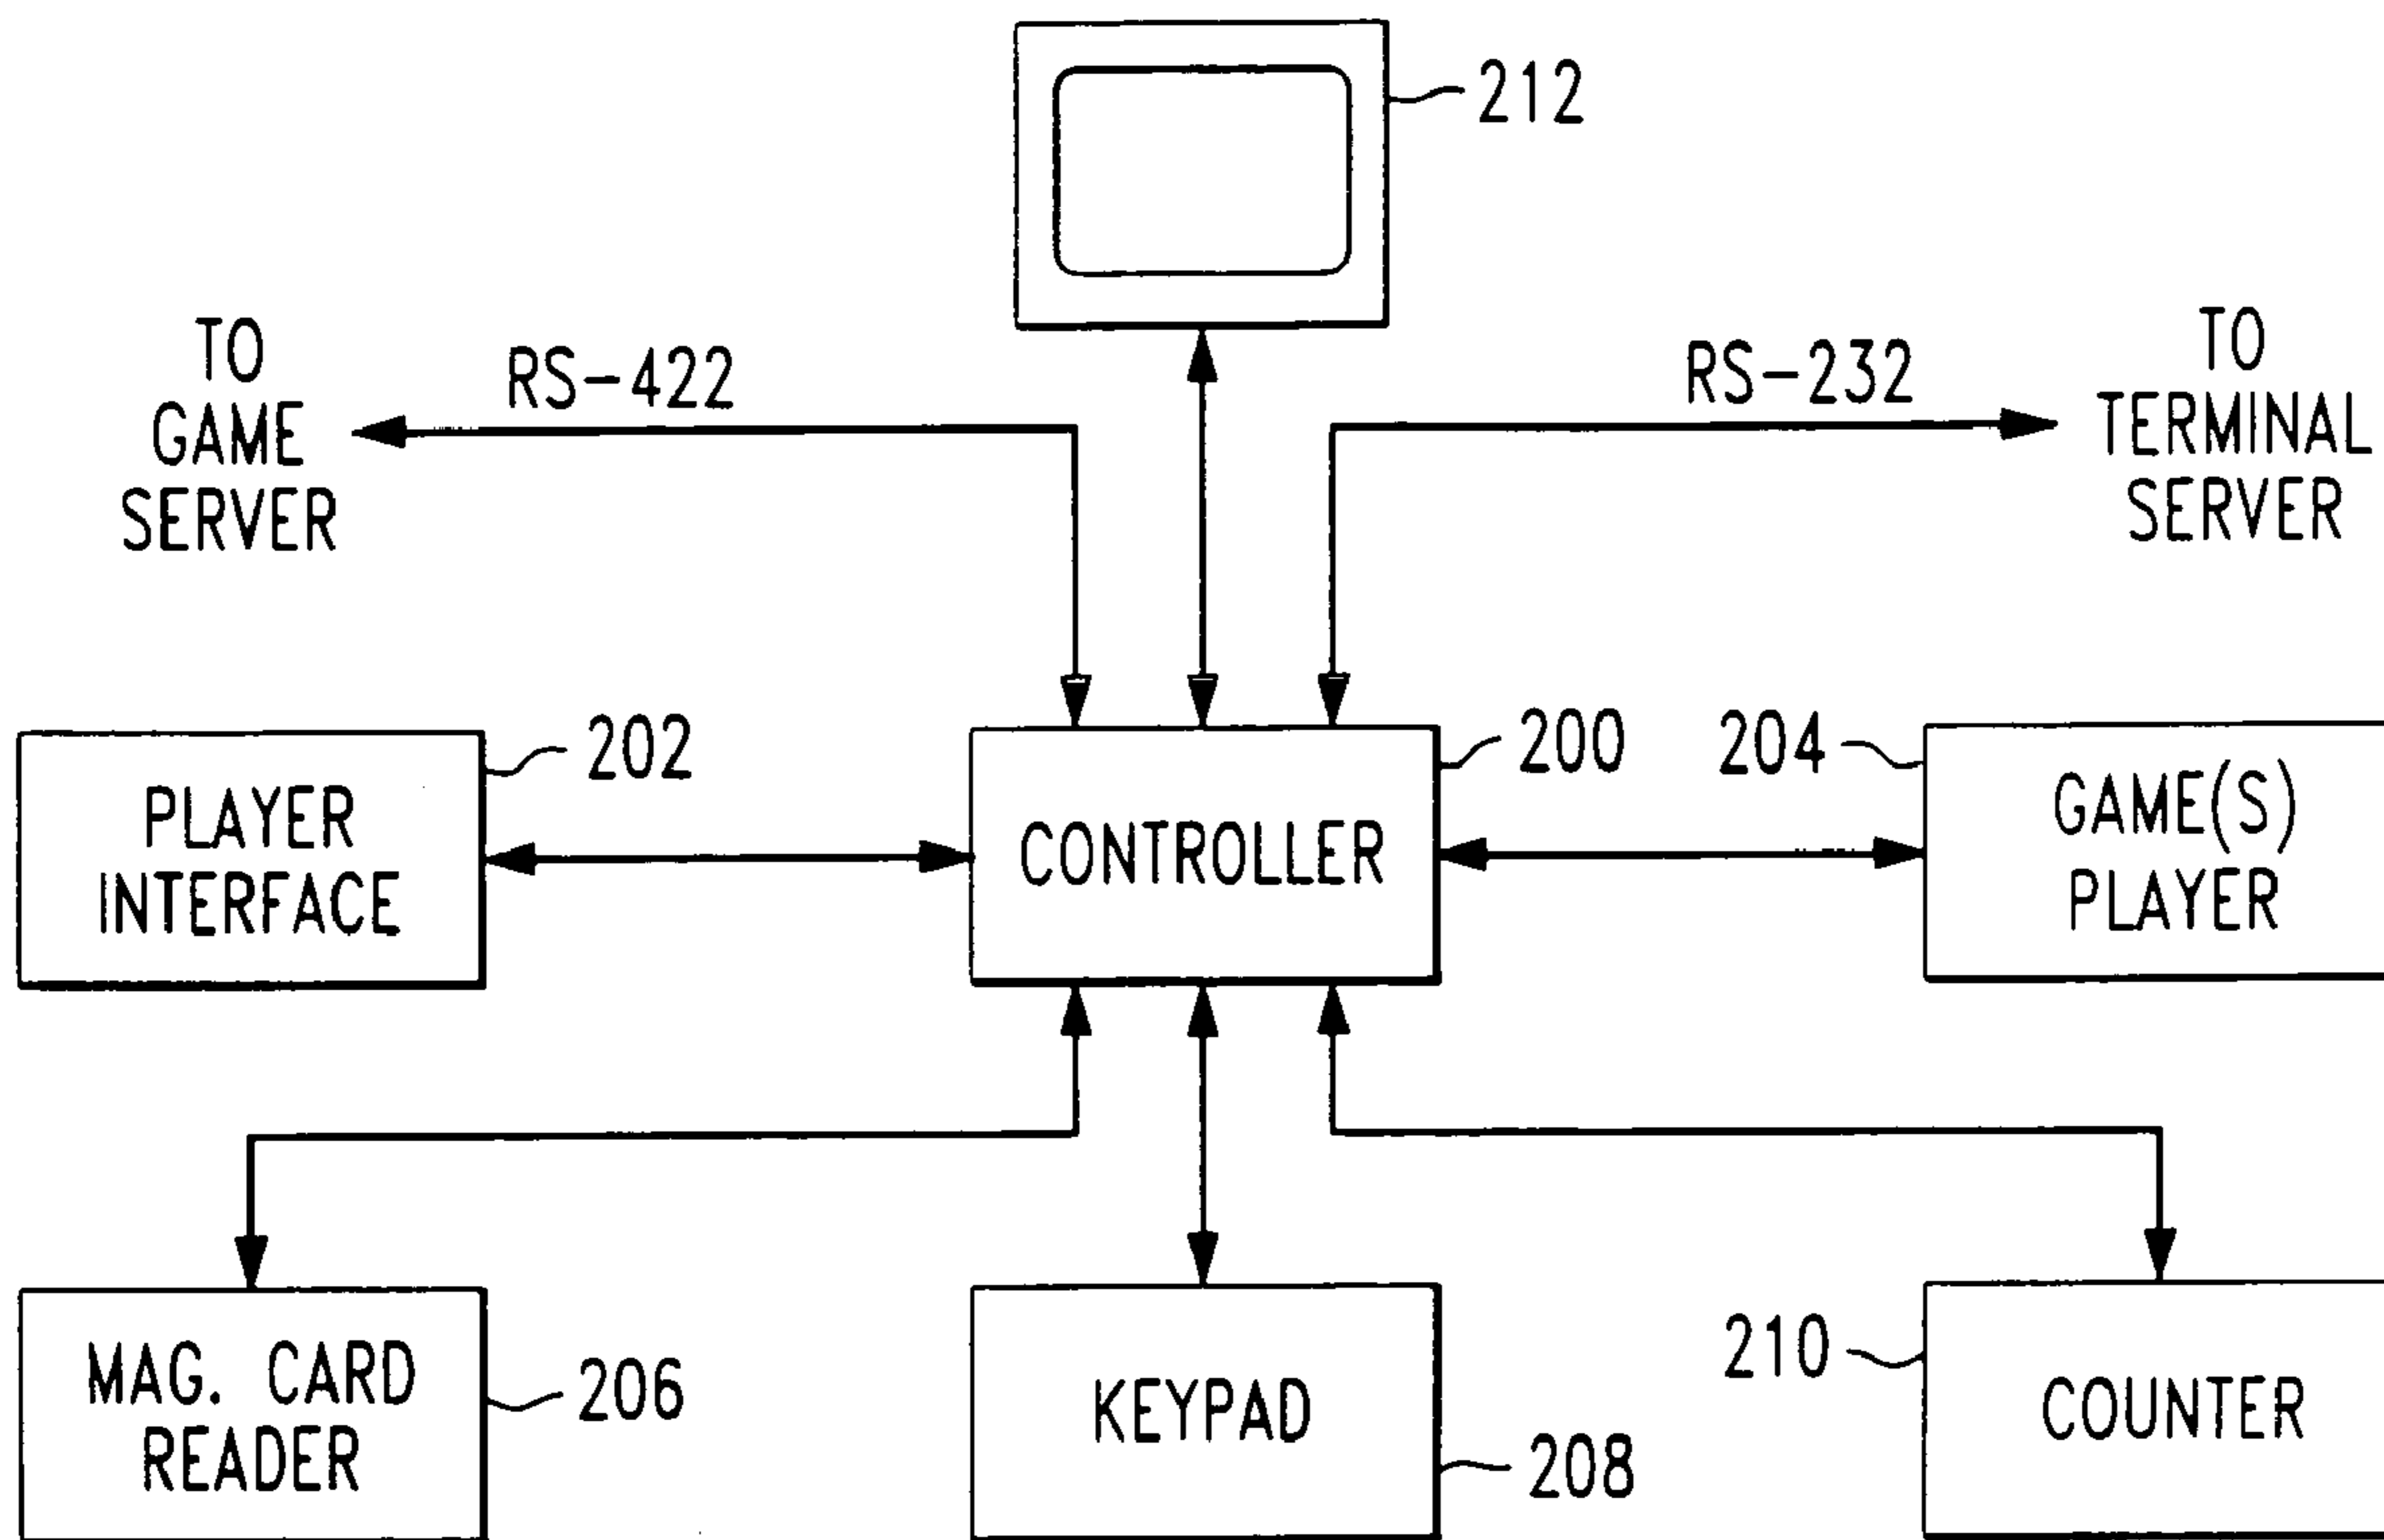 212
TO
GAME
SERVER
RS-422
RS-232
TO
TERMINAL
SERVER
202
PLAYER
INTERFACE
200
CONTROLLER
204
GAME(S)
PLAYER
MAG. CARD
READER
206
KEYPAD
208
210
COUNTER